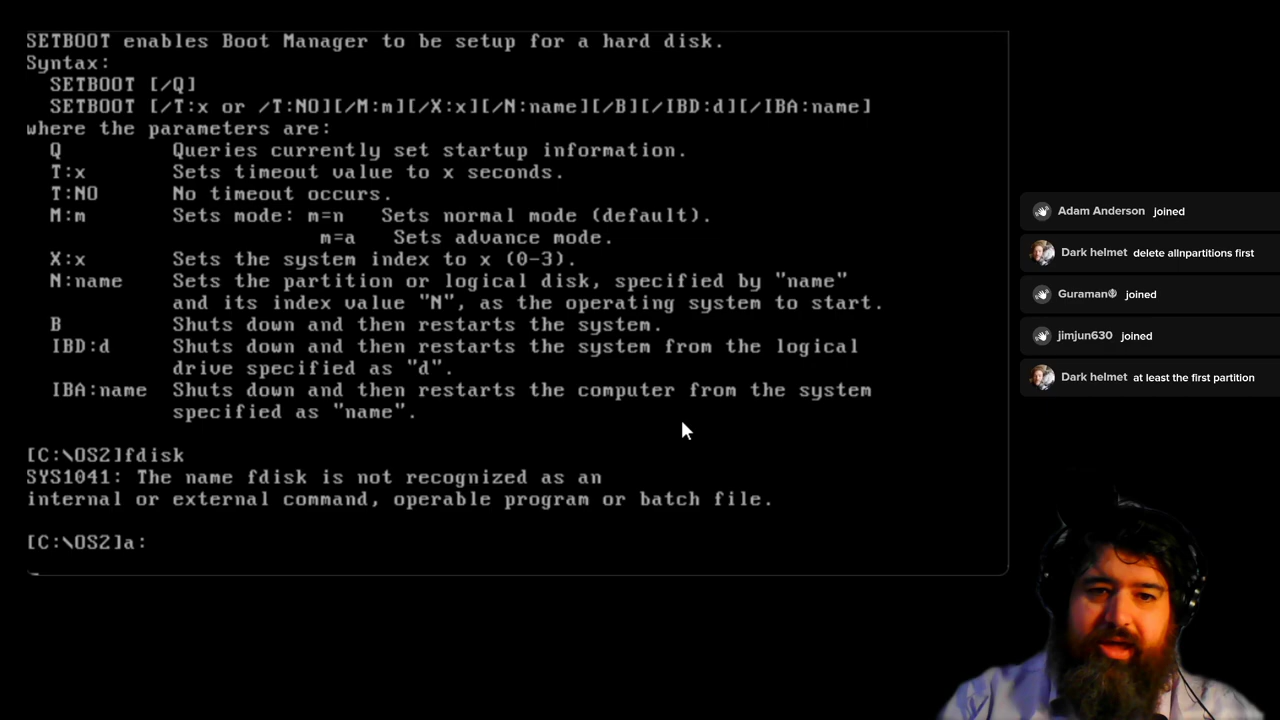 SETBOOT enables Boot Manager to be setup for a hard disk.
Syntax:
SETBOOT [/Q]
SETBOOT [/T:x or /T:NO][/M:m][/X:x][/N:name][/B][/IBD:d][/IBA:name]
where the parameters are:
Q Queries currently set startup information.
T:x Sets timeout value to x seconds.
T:NO No timeout occurs.
M:m Sets mode: m=n Sets normal mode (default).
m=a Sets advance mode.
X:x Sets the system index to x (0-3).
N:name Sets the partition or logical disk, specified by "name"
and its index value "N", as the operating system to start.
B Shuts down and then restarts the system.
IBD:d Shuts down and then restarts the system from the logical
drive specified as "d".
IBA:name Shuts down and then restarts the computer from the system
specified as "name".
[C:\OS2]fdisk
SYS1041: The name fdisk is not recognized as an
internal or external command, operable program or batch file.
[C:\OS2]a:
Adam Anderson joined
Dark helmet delete allnpartitions first
Guraman joined
jimjun630 joined
Dark helmet at least the first partition